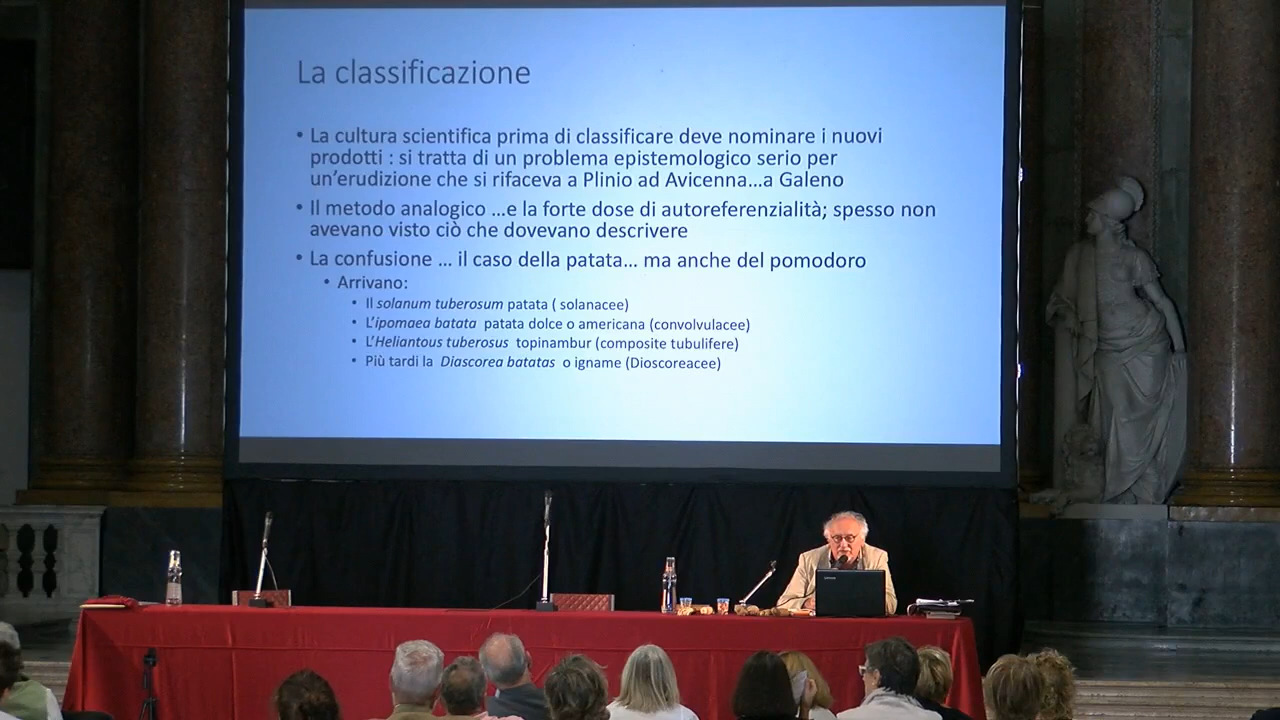 La classificazione
• La cultura scientifica prima di classificare deve nominare i nuovi
prodotti : si tratta di un problema epistemologico serio per
un’erudizione che si rifaceva a Plinio ad Avicenna…a Galeno
• Il metodo analogico …e la forte dose di autoreferenzialità; spesso non
avevano visto ciò che dovevano descrivere
• La confusione … il caso della patata… ma anche del pomodoro
• Arrivano:
• Il solanum tuberosum patata ( solanacee)
• L’ipomaea batata patata dolce o americana (convolvulacee)
• L’Heliantous tuberosus topinambur (composite tubulifere)
• Più tardi la Diascorea batatas o igname (Dioscoreacee)